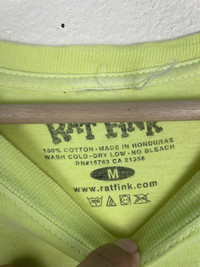 RAT FINK
100% COTTON · MADE IN HONDURAS
WASH COLD · DRY LOW · NO BLEACH
RN#15763 CA 21356
M
www.ratfink.com